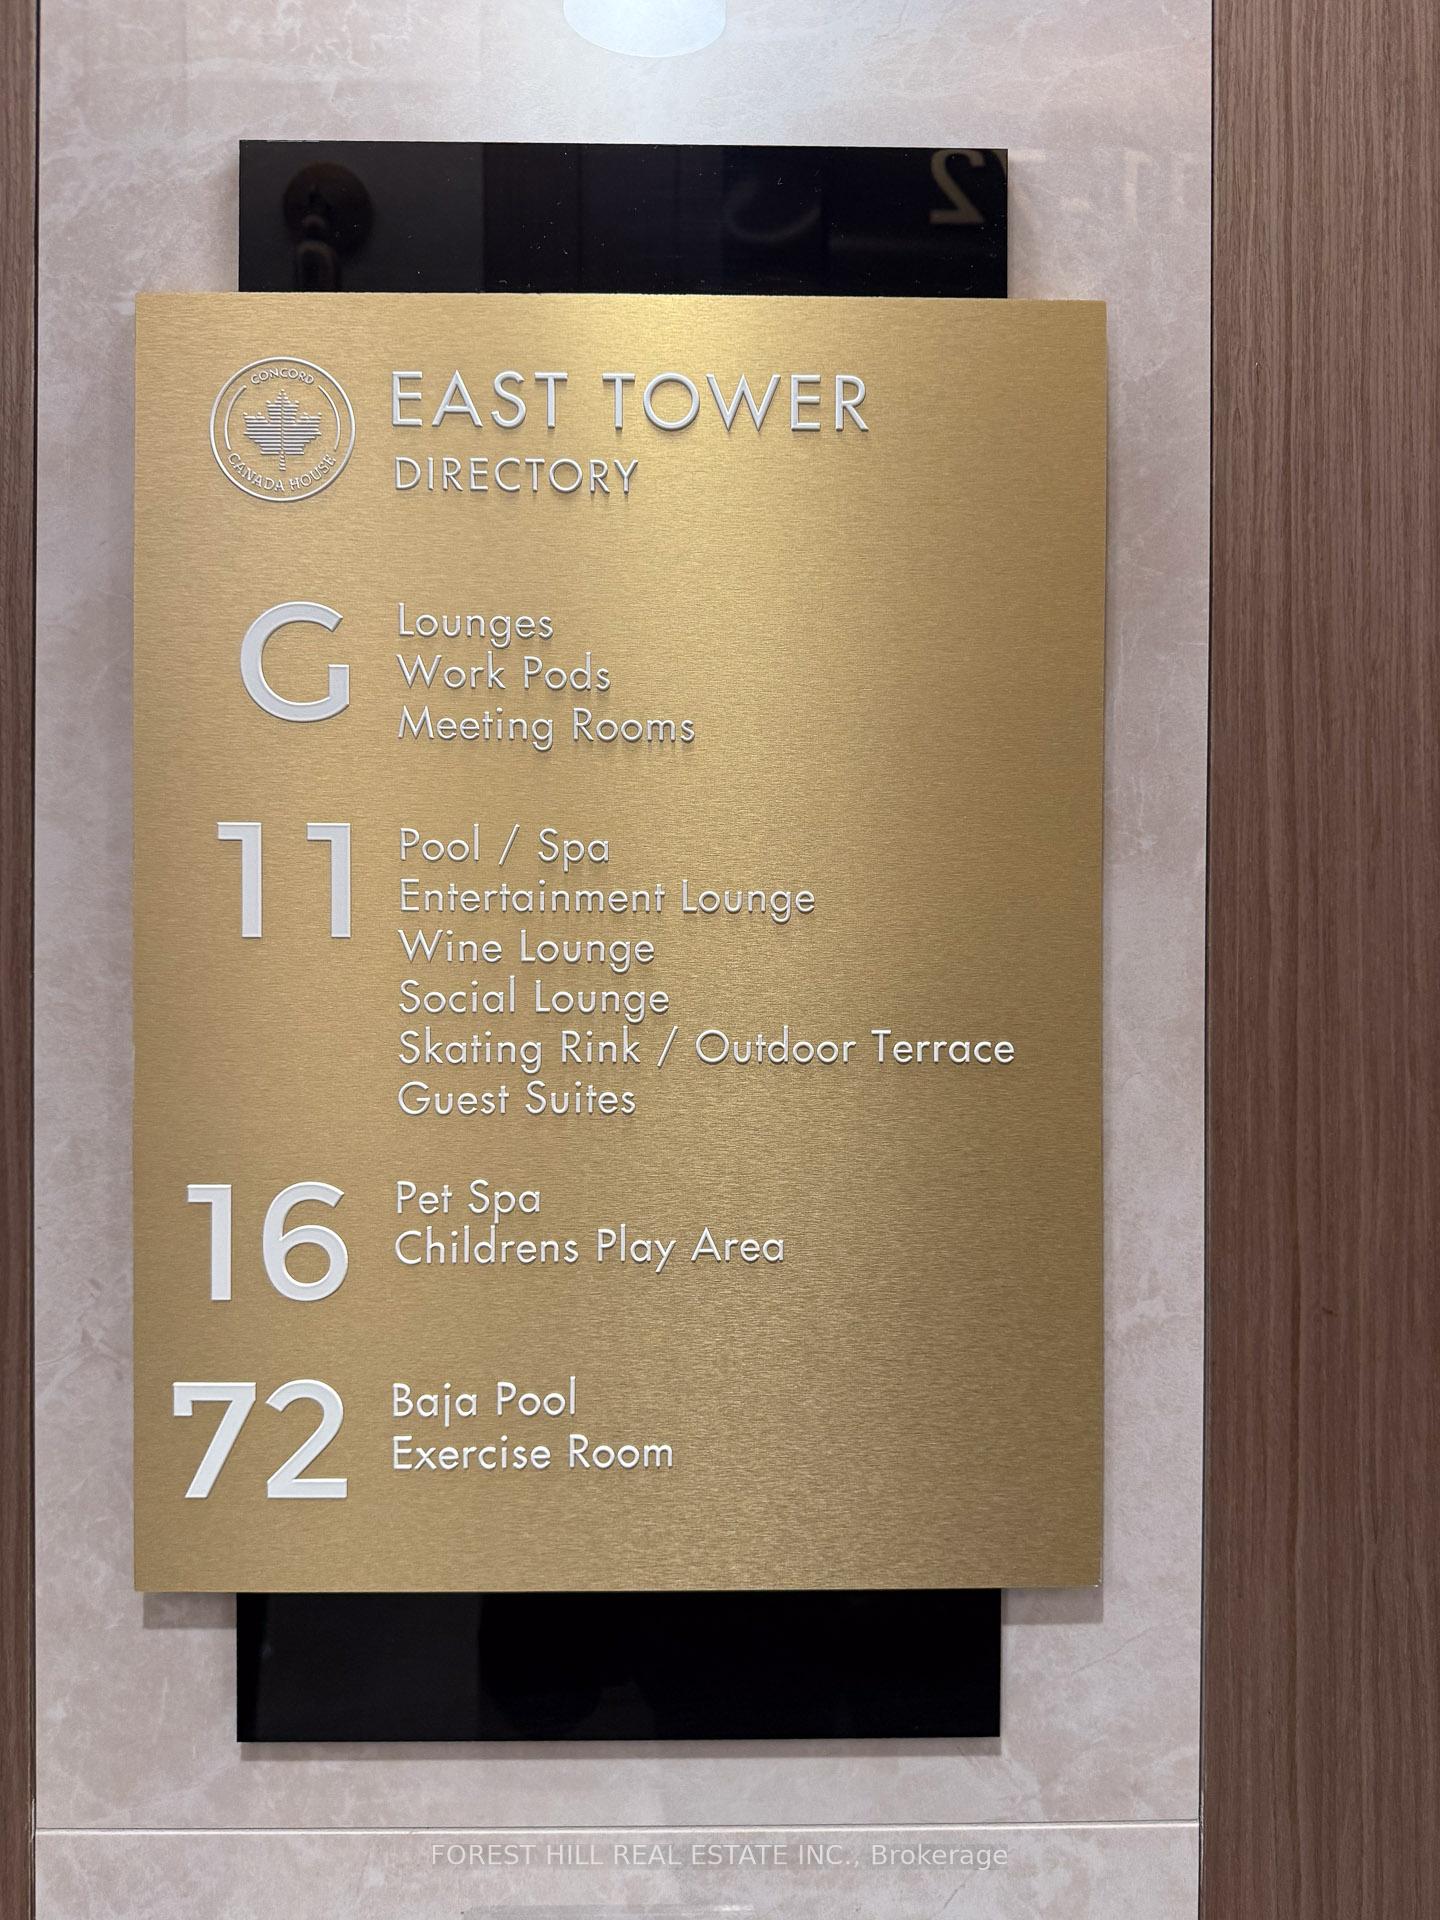 CONCORD
CANADA HOUSE
EAST TOWER
DIRECTORY
G
Lounges
Work Pods
Meeting Rooms
11
Pool / Spa
Entertainment Lounge
Wine Lounge
Social Lounge
Skating Rink / Outdoor Terrace
Guest Suites
16
Pet Spa
Childrens Play Area
72
Baja Pool
Exercise Room
FOREST HILL REAL ESTATE INC., Brokerage